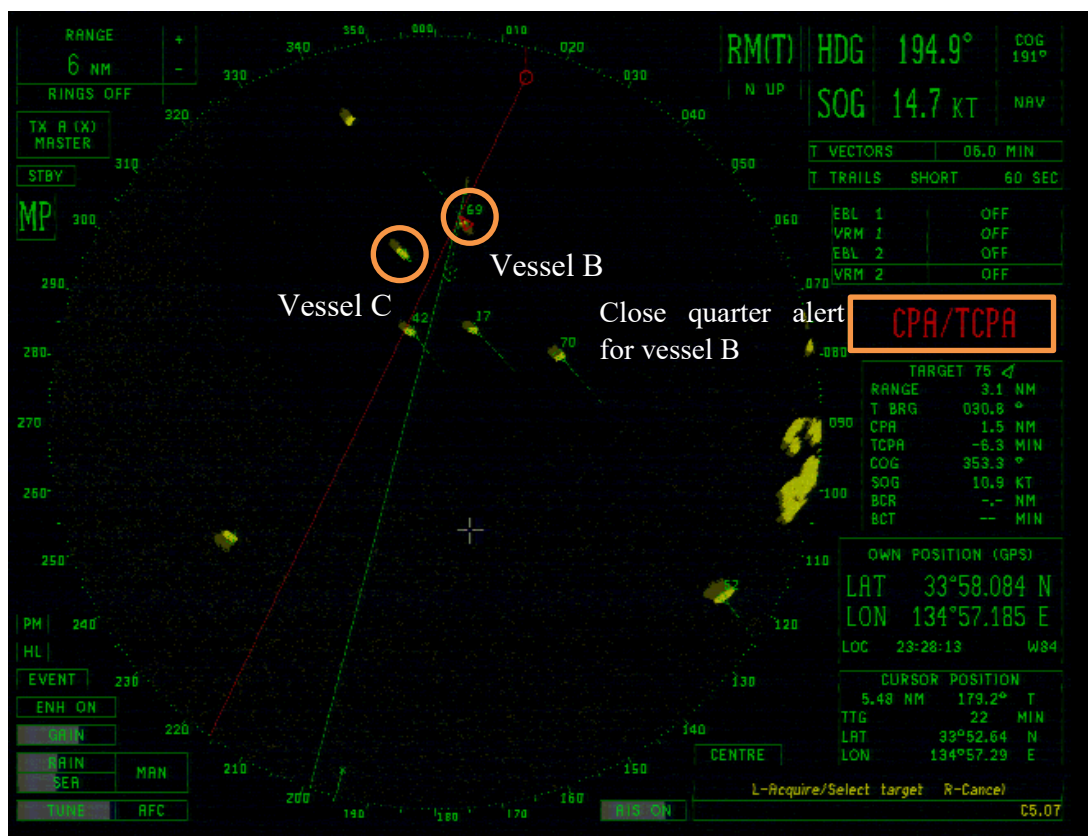 RANGE
6 NM
+
-
RINGS OFF
TX A (X)
MASTER
STBY
MP
350 000 010
340 020
330 030
320 040
310 050
300 060
290 070
280 080
270 090
260 100
250 110
240 120
230 130
220 140
210 150
200 190 180 170 160
69
Vessel B
Vessel C
42
17
70
52
Close quarter alert
for vessel B
RM(T)
N UP
HDG 194.9° COG
191°
SOG 14.7 KT NAV
T VECTORS 06.0 MIN
T TRAILS SHORT 60 SEC
EBL 1 OFF
VRM 1 OFF
EBL 2 OFF
VRM 2 OFF
CPA/TCPA
TARGET 75
RANGE 3.1 NM
T BRG 030.8 °
CPA 1.5 NM
TCPA -6.3 MIN
COG 353.3 °
SOG 10.9 KT
BCR -.- NM
BCT -- MIN
OWN POSITION (GPS)
LAT 33°58.084 N
LON 134°57.185 E
LOC 23:28:13 W84
CURSOR POSITION
5.48 NM 179.2° T
TTG 22 MIN
LAT 33°52.64 N
LON 134°57.29 E
L-Acquire/Select target R-Cancel
C5.07
PM
HL
EVENT
ENH ON
GAIN
RAIN
SEA
MAN
TUNE
AFC
CENTRE
AIS ON